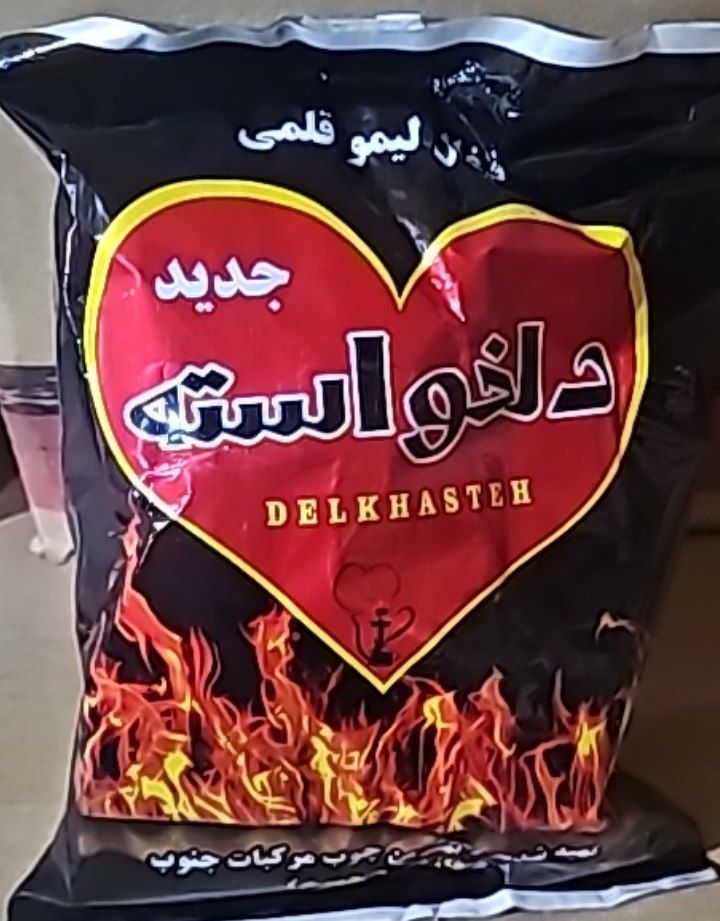 لیمو قلمی
جدید
دلخواسته
DELKHASTEH
چوب مرکبات جنوب